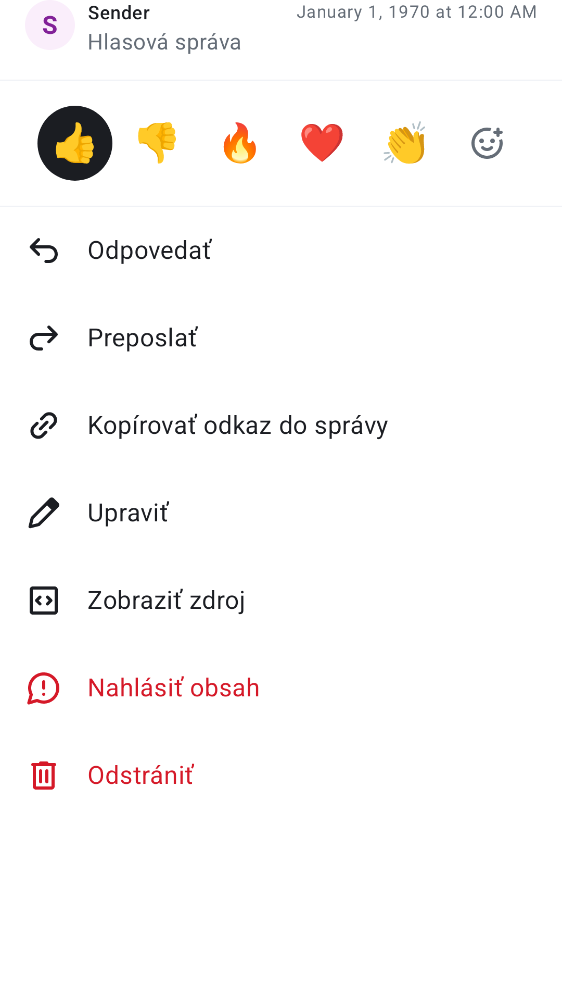 S
Sender
January 1, 1970 at 12:00 AM
Hlasová správa
Odpovedať
Preposlať
Kopírovať odkaz do správy
Upraviť
Zobraziť zdroj
Nahlásiť obsah
Odstrániť